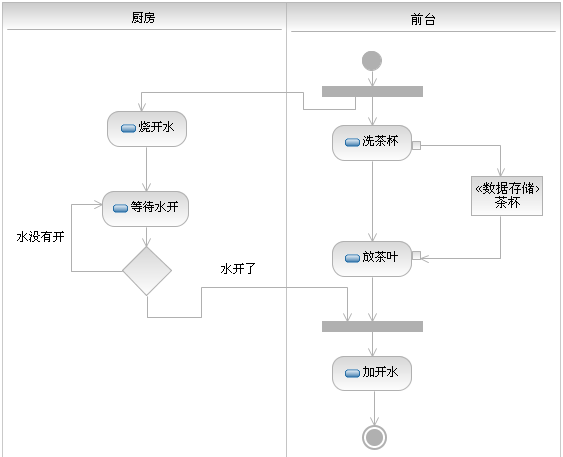 厨房
前台
烧开水
洗茶杯
«数据存储»
茶杯
等待水开
水没有开
放茶叶
水开了
加开水